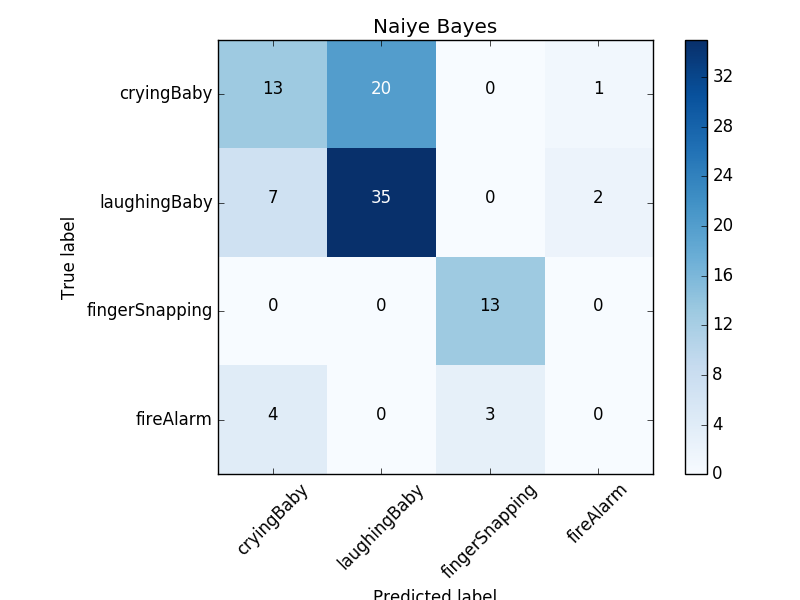 Naiye Bayes
cryingBaby 13 20 0 1
laughingBaby 7 35 0 2
fingerSnapping 0 0 13 0
fireAlarm 4 0 3 0
cryingBaby laughingBaby fingerSnapping fireAlarm
True label
Predicted label
32
28
24
20
16
12
8
4
0